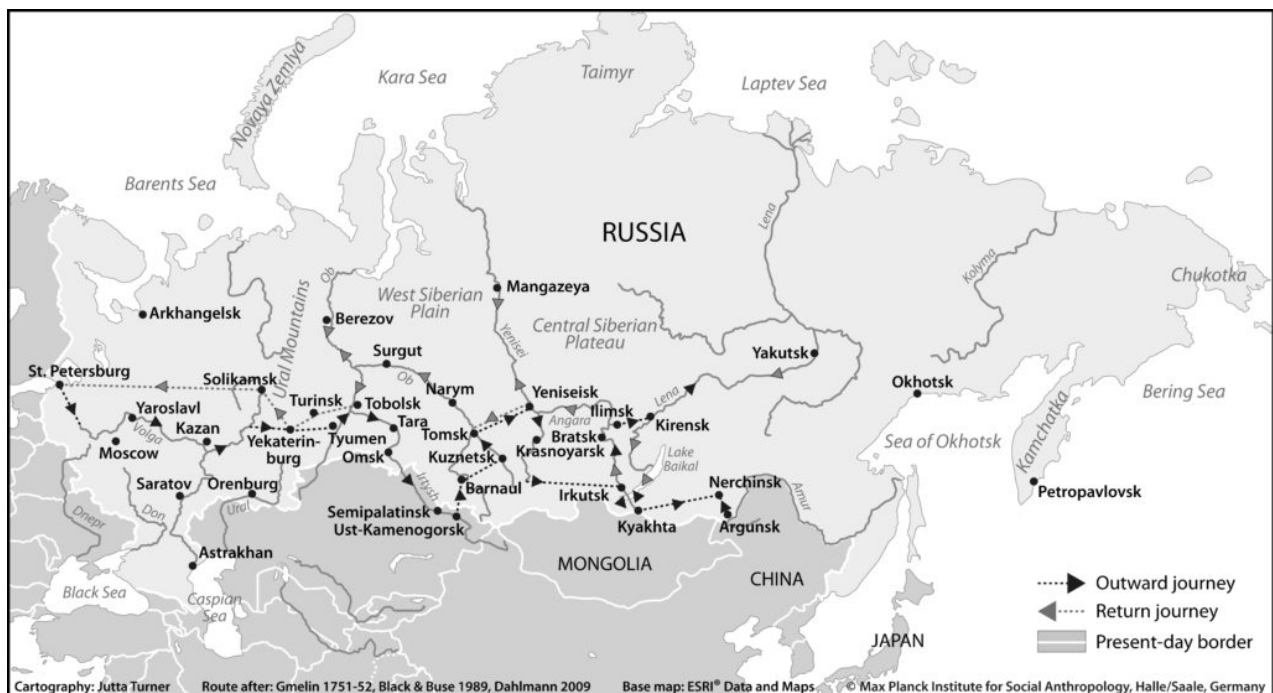 Novaya Zemlya
Kara Sea
Taimyr
Laptev Sea
Barents Sea
RUSSIA
Lena
Kolyma
Chukotka
Ob
Ural Mountains
West Siberian
Plain
Mangazeya
Yenisei
Central Siberian
Plateau
Arkhangelsk
Berezov
Surgut
Ob
Yakutsk
St. Petersburg
Solikamsk
Narym
Yeniseisk
Lena
Okhotsk
Bering Sea
Turinsk
Tobolsk
Yaroslavl
Volga
Kazan
Tara
Tomsk
Angara
Ilimsk
Kirensk
Moscow
Yekaterin-
burg
Tyumen
Omsk
Kuznetsk
Bratsk
Krasnoyarsk
Lake
Baikal
Sea of Okhotsk
Kamchatka
Saratov
Orenburg
Irtysh
Barnaul
Irkutsk
Nerchinsk
Amur
Petropavlovsk
Dnepr
Don
Ural
Semipalatinsk
Ust-Kamenogorsk
Kyakhta
Argunsk
Astrakhan
MONGOLIA
CHINA
Black Sea
Caspian
Sea
JAPAN
Outward journey
Return journey
Present-day border
Cartography: Jutta Turner Route after: Gmelin 1751-52, Black & Buse 1989, Dahlmann 2009 Base map: ESRI® Data and Maps © Max Planck Institute for Social Anthropology, Halle/Saale, Germany